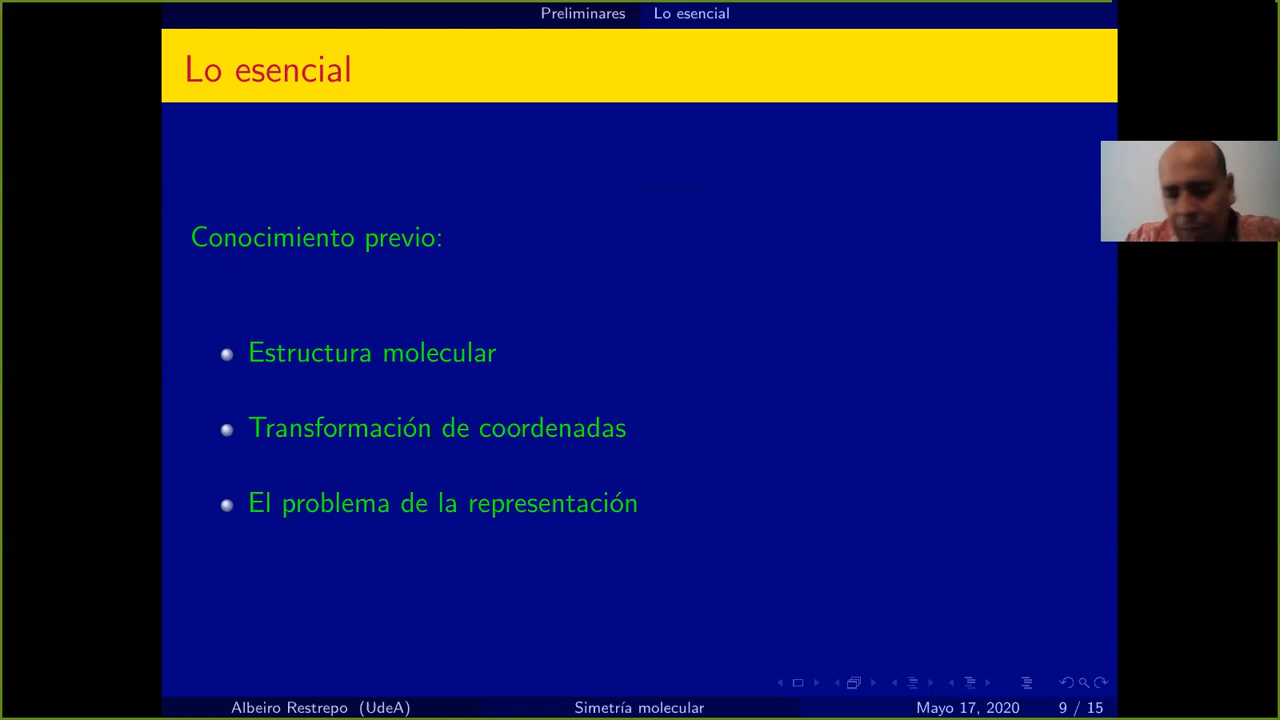 Preliminares Lo esencial
Lo esencial
Conocimiento previo:
Estructura molecular
Transformación de coordenadas
El problema de la representación
Albeiro Restrepo (UdeA) Simetría molecular Mayo 17, 2020 9 / 15